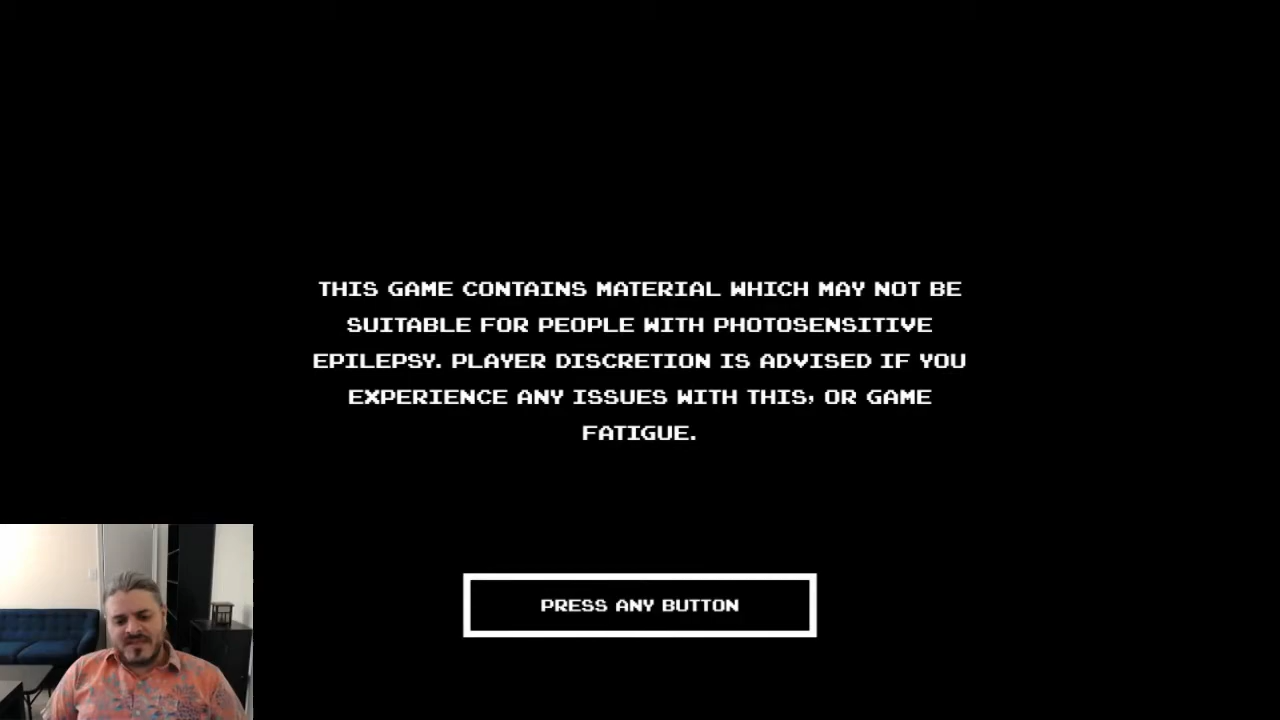 THIS GAME CONTAINS MATERIAL WHICH MAY NOT BE
SUITABLE FOR PEOPLE WITH PHOTOSENSITIVE
EPILEPSY. PLAYER DISCRETION IS ADVISED IF YOU
EXPERIENCE ANY ISSUES WITH THIS, OR GAME
FATIGUE.
PRESS ANY BUTTON